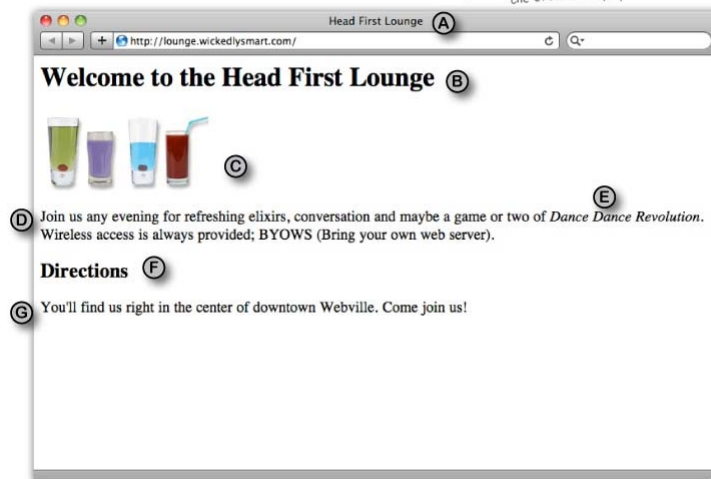 Head First Lounge A
http://lounge.wickedlysmart.com/
Welcome to the Head First Lounge B
C
E
D Join us any evening for refreshing elixirs, conversation and maybe a game or two of Dance Dance Revolution.
Wireless access is always provided; BYOWS (Bring your own web server).
Directions F
G You'll find us right in the center of downtown Webville. Come join us!